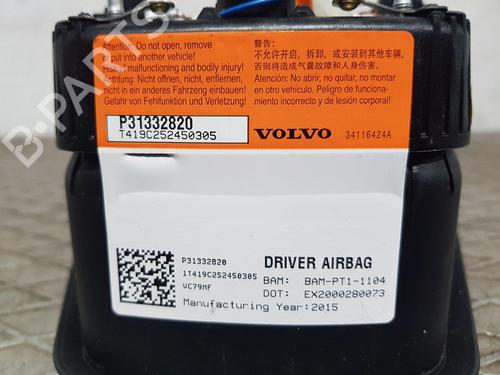 Attention: Do not open, remove
put into another vehicle!
Risk of malfunctioning and bodily injury!
Achtung: Nicht öffnen, nicht, enflernen,
nicht in ein anderes Farzeng einbauen!
Gefahr von Fehlfunktion und Verletzung!
警告:
不允许开启，拆卸，或安装到其他车辆，
否则将造成气囊故障和人身伤害.
Atención: No abrir, no quitar, no montar
en otro vehículo. Peligro de funciona-
miento incorrecto y de lesión corporal!
P31332820
T419C252450305
VOLVO
34116424A
P31332820
1T419C252450305
VC79MF
DRIVER AIRBAG
BAM: BAM-PT1-1104
DOT: EX2000280073
Manufacturing Year: 2015
B-PARTS